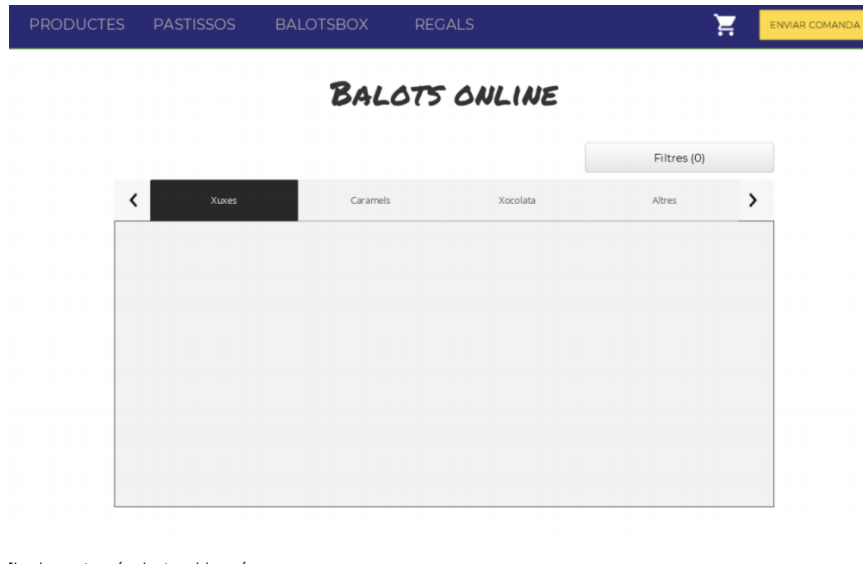 PRODUCTES PASTISSOS BALOTSBOX REGALS ENVIAR COMANDA
BALOTS ONLINE
Filtres (0)
Xuxes Caramels Xocolata Altres